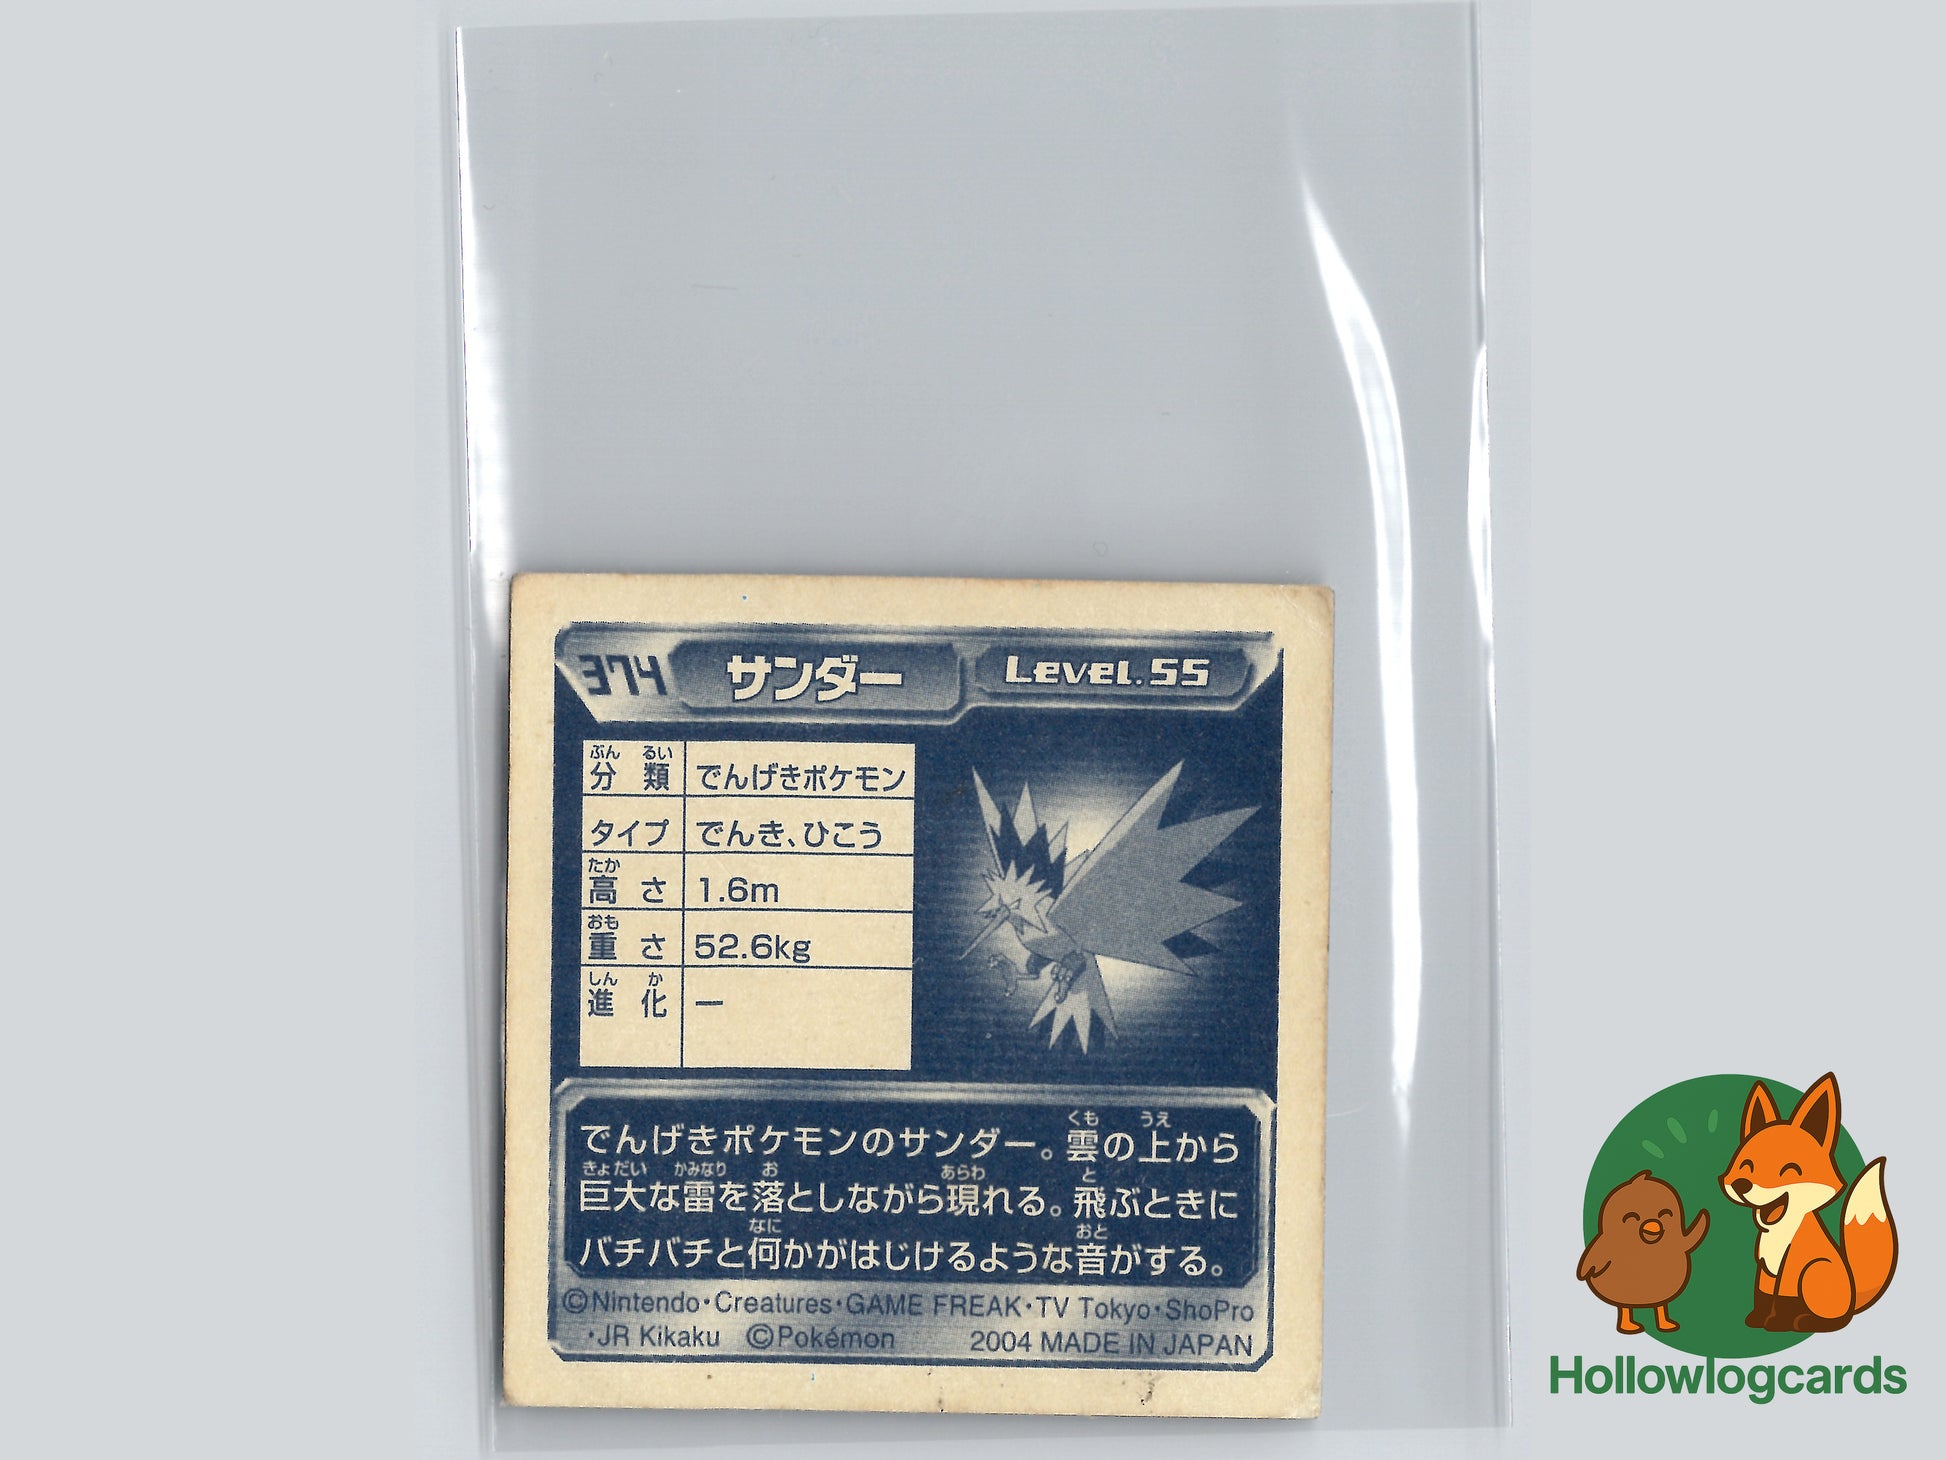 374 サンダー Level.55
ぶん るい
分類 でんげきポケモン
タイプ でんき、ひこう
たか
高さ 1.6m
おも
重さ 52.6kg
しん か
進化 ー
くも うえ
でんげきポケモンのサンダー。雲の上から
きょだい かみなり お あらわ と
巨大な雷を落としながら現れる。飛ぶときに
なに おと
バチバチと何かがはじけるような音がする。
©Nintendo・Creatures・GAME FREAK・TV Tokyo・ShoPro
・JR Kikaku ©Pokémon 2004 MADE IN JAPAN
Hollowlogcards